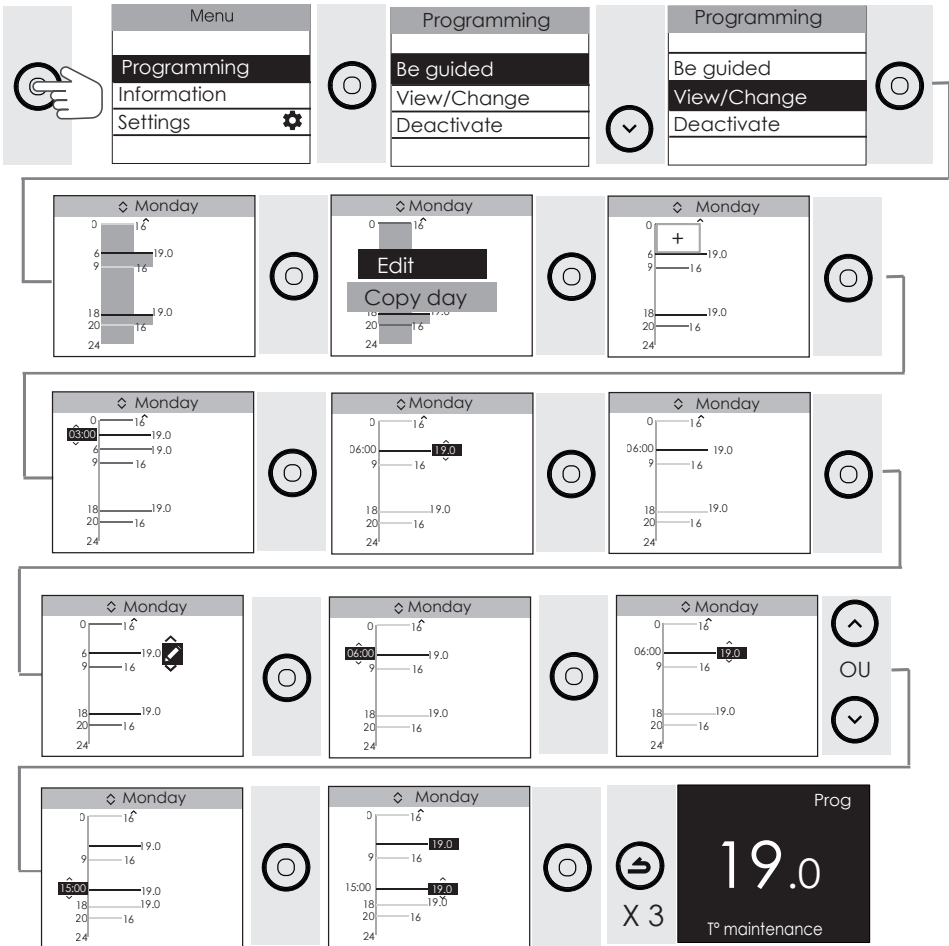 Menu
Programming
Information
Settings
Programming
Be guided
View/Change
Deactivate
Programming
Be guided
View/Change
Deactivate
Monday
0 16
6 19.0
9 16
18 19.0
20 16
24
Monday
0 16
Edit
Copy day
18 19.0
20 16
24
Monday
0 16
+
6 19.0
9 16
18 19.0
20 16
24
Monday
0 16
03:00 19.0
6 19.0
9 16
18 19.0
20 16
24
Monday
0 16
06:00 19.0
9 16
18 19.0
20 16
24
Monday
0 16
06:00 19.0
9 16
18 19.0
20 16
24
Monday
0 16
6 19.0
9 16
18 19.0
20 16
24
Monday
0 16
06:00 19.0
9 16
18 19.0
20 16
24
Monday
0 16
06:00 19.0
9 16
18 19.0
20 16
24
OU
Monday
0 16
19.0
9 16
15:00 19.0
18 19.0
20 16
24
Monday
0 16
19.0
9 16
15:00 19.0
18 19.0
20 16
24
X 3
Prog
19.0
T° maintenance